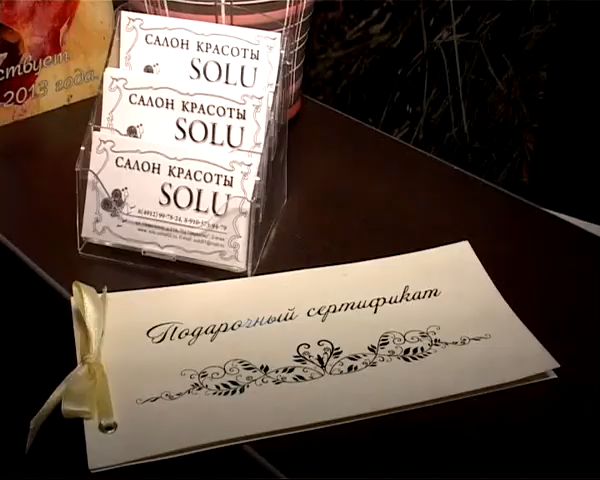 ствует
2013 года
САЛОН КРАСОТЫ
SOLU
САЛОН КРАСОТЫ
SOLU
САЛОН КРАСОТЫ
SOLU
Подарочный сертификат